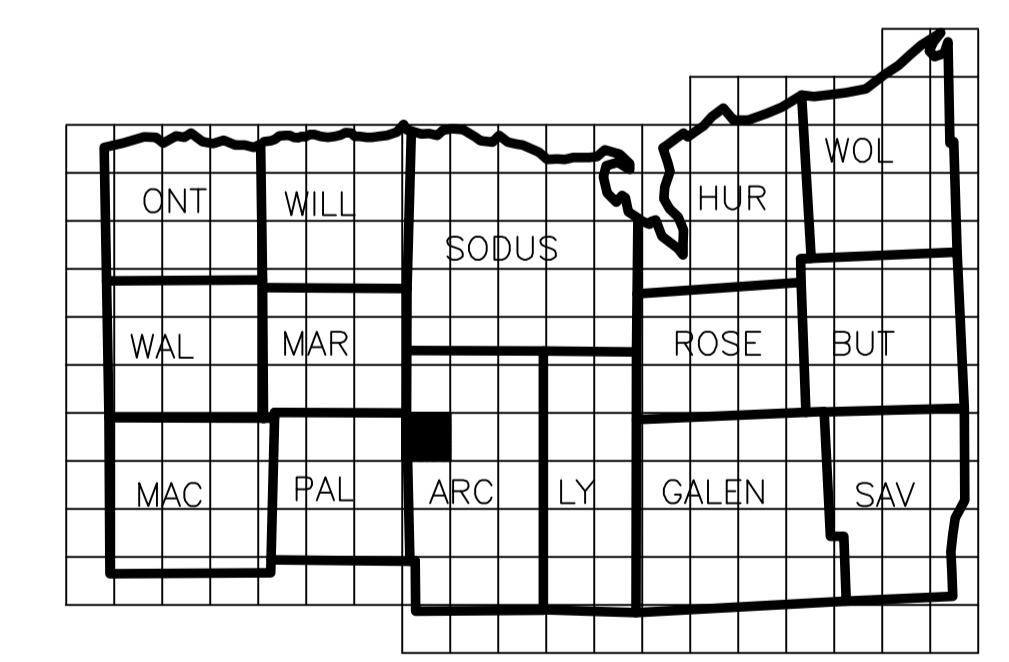 WOL
ONT WILL HUR
SODUS
WAL MAR ROSE BUT
MAC PAL ARC LY GALEN SAV